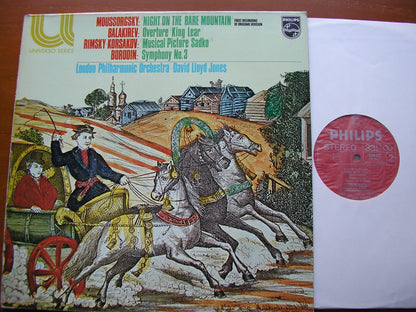 UNIVERSO SERIES
MOUSSORGSKY: NIGHT ON THE BARE MOUNTAIN
FIRST RECORDING
IN ORIGINAL VERSION
BALAKIREV: Overture King Lear
RIMSKY KORSAKOV: Musical Picture Sadko
BORODIN: Symphony No.3
London Philharmonic Orchestra David Lloyd Jones
PHILIPS
PHILIPS
STEREO